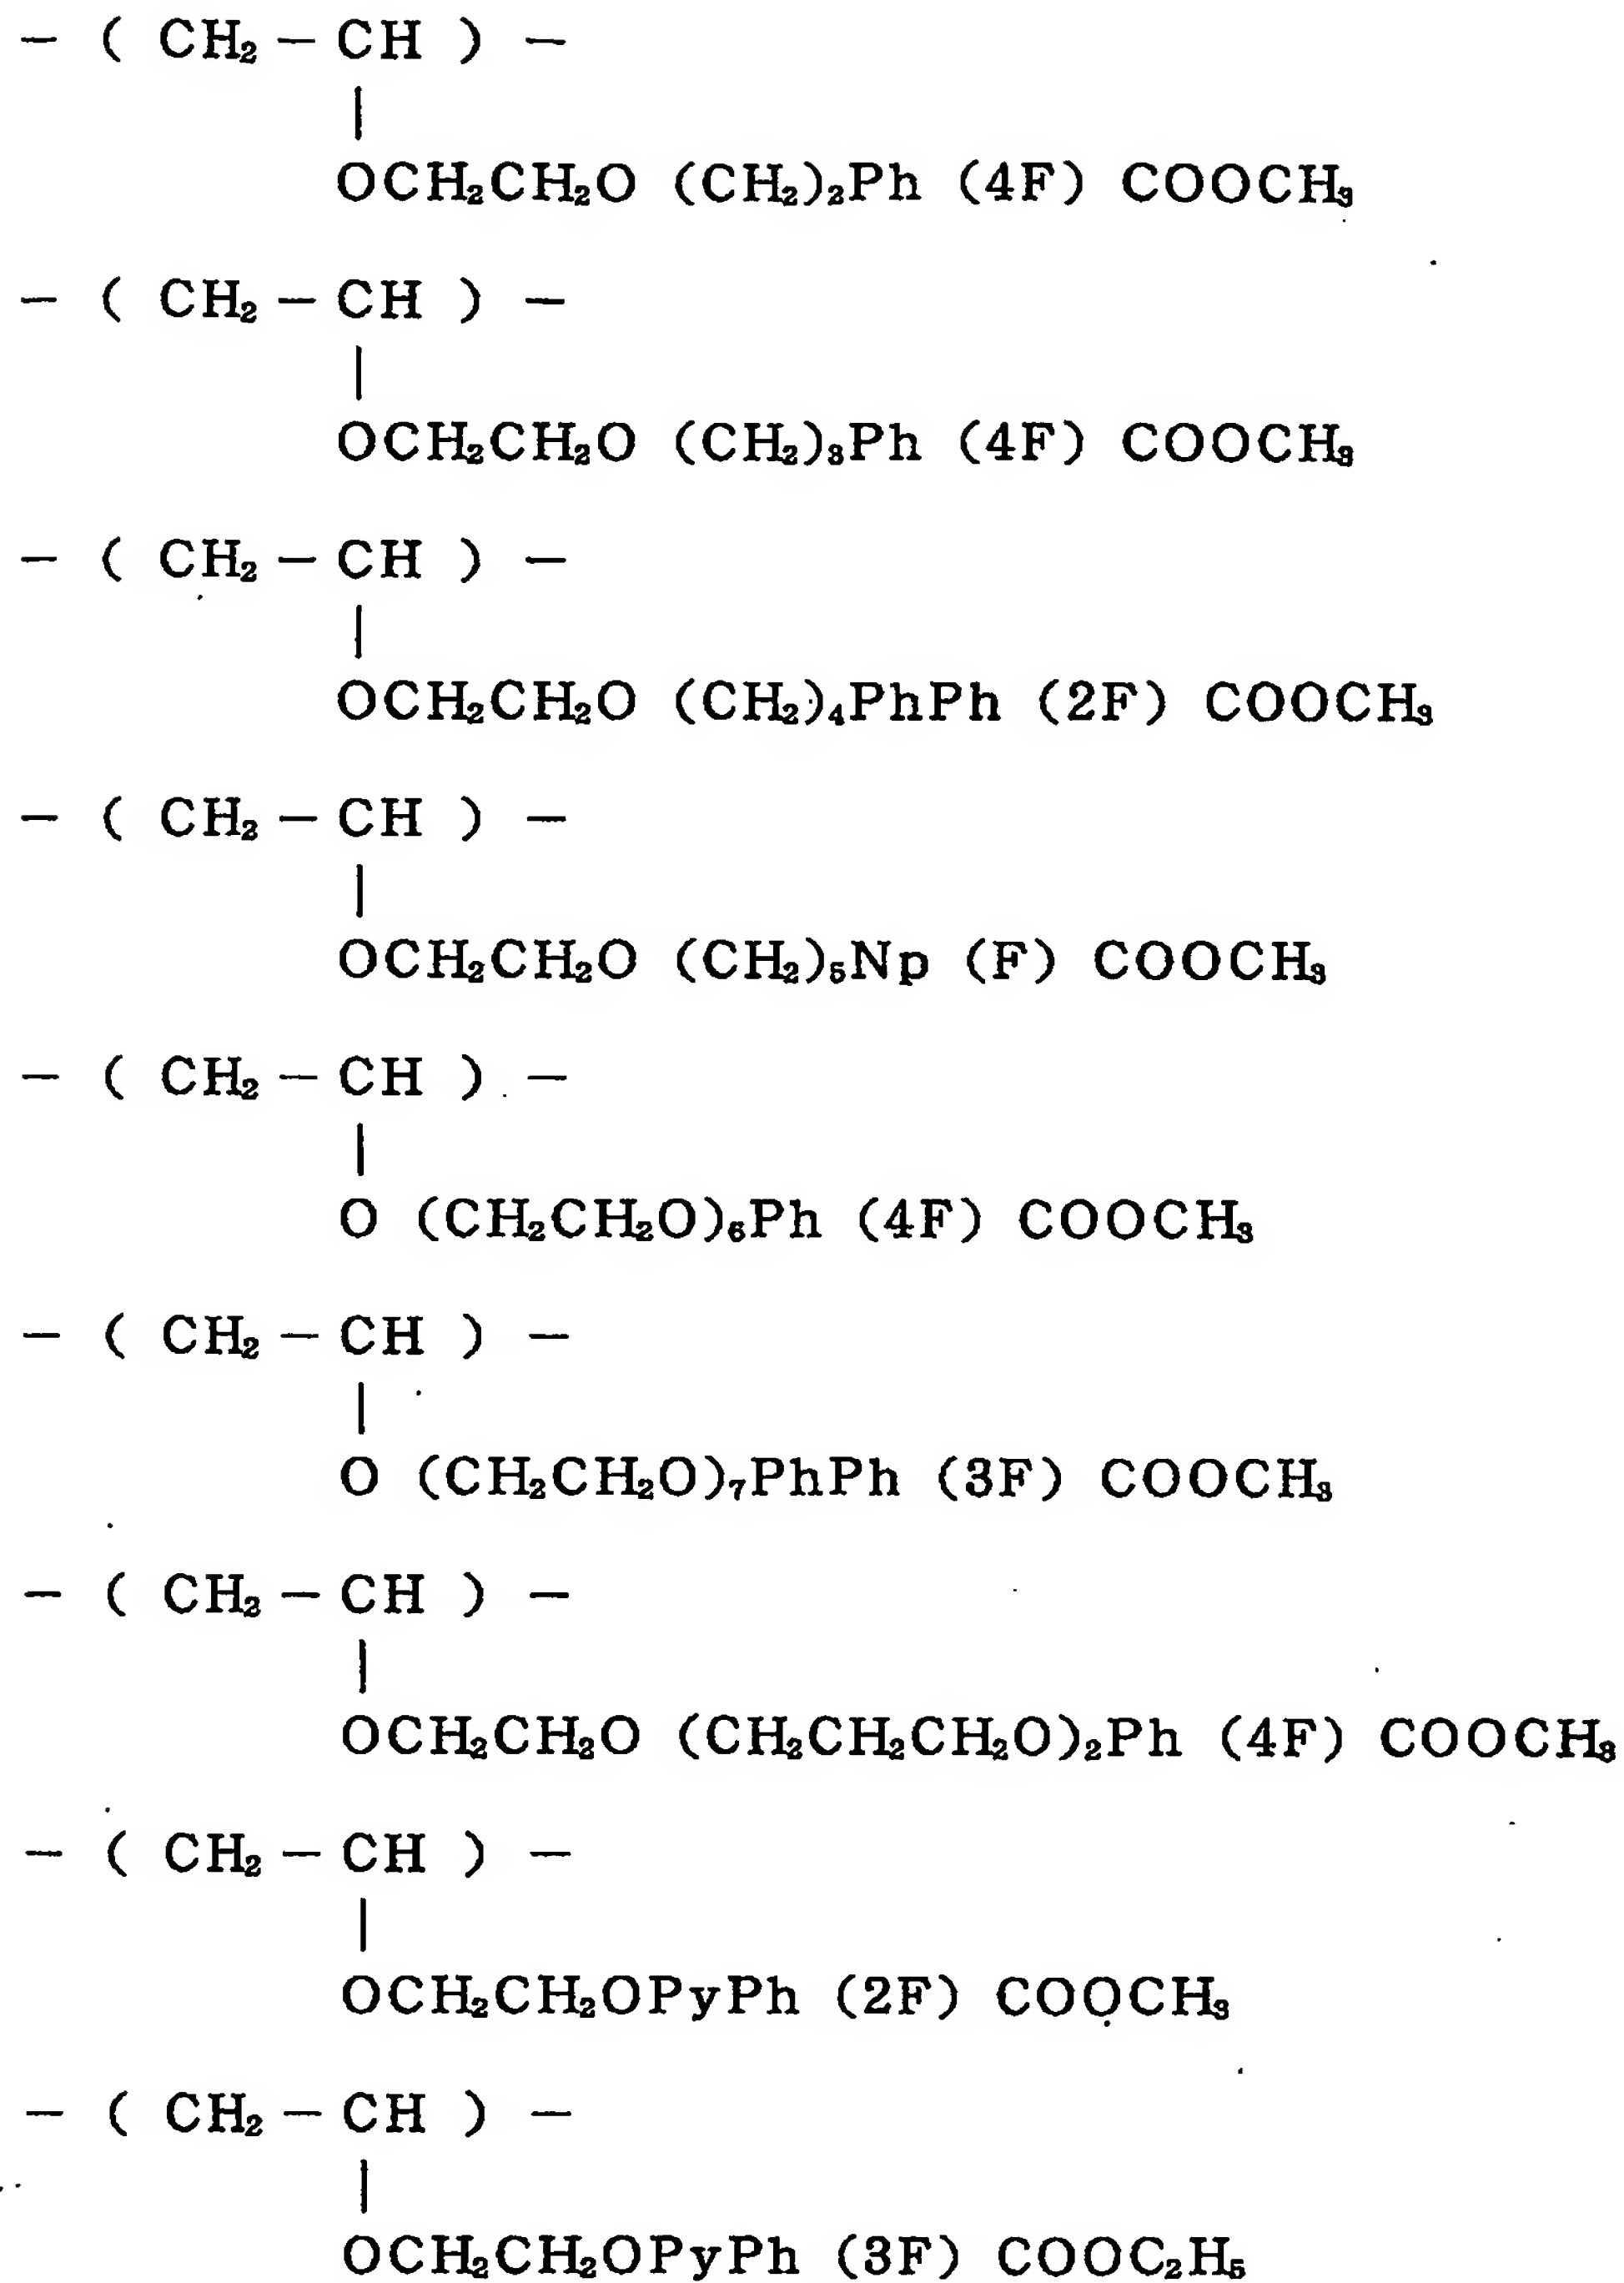 — ( CH₂ — CH ) —
|
OCH₂CH₂O (CH₂)₂Ph (4F) COOCH₃
— ( CH₂ — CH ) —
|
OCH₂CH₂O (CH₂)₃Ph (4F) COOCH₃
— ( CH₂ — CH ) —
|
OCH₂CH₂O (CH₂)₄PhPh (2F) COOCH₃
— ( CH₂ — CH ) —
|
OCH₂CH₂O (CH₂)₅Np (F) COOCH₃
— ( CH₂ — CH ) —
|
O (CH₂CH₂O)₆Ph (4F) COOCH₃
— ( CH₂ — CH ) —
|
O (CH₂CH₂O)₇PhPh (3F) COOCH₃
— ( CH₂ — CH ) —
|
OCH₂CH₂O (CH₂CH₂CH₂O)₂Ph (4F) COOCH₃
— ( CH₂ — CH ) —
|
OCH₂CH₂OPyPh (2F) COOCH₃
— ( CH₂ — CH ) —
|
OCH₂CH₂OPyPh (3F) COOC₂H₅